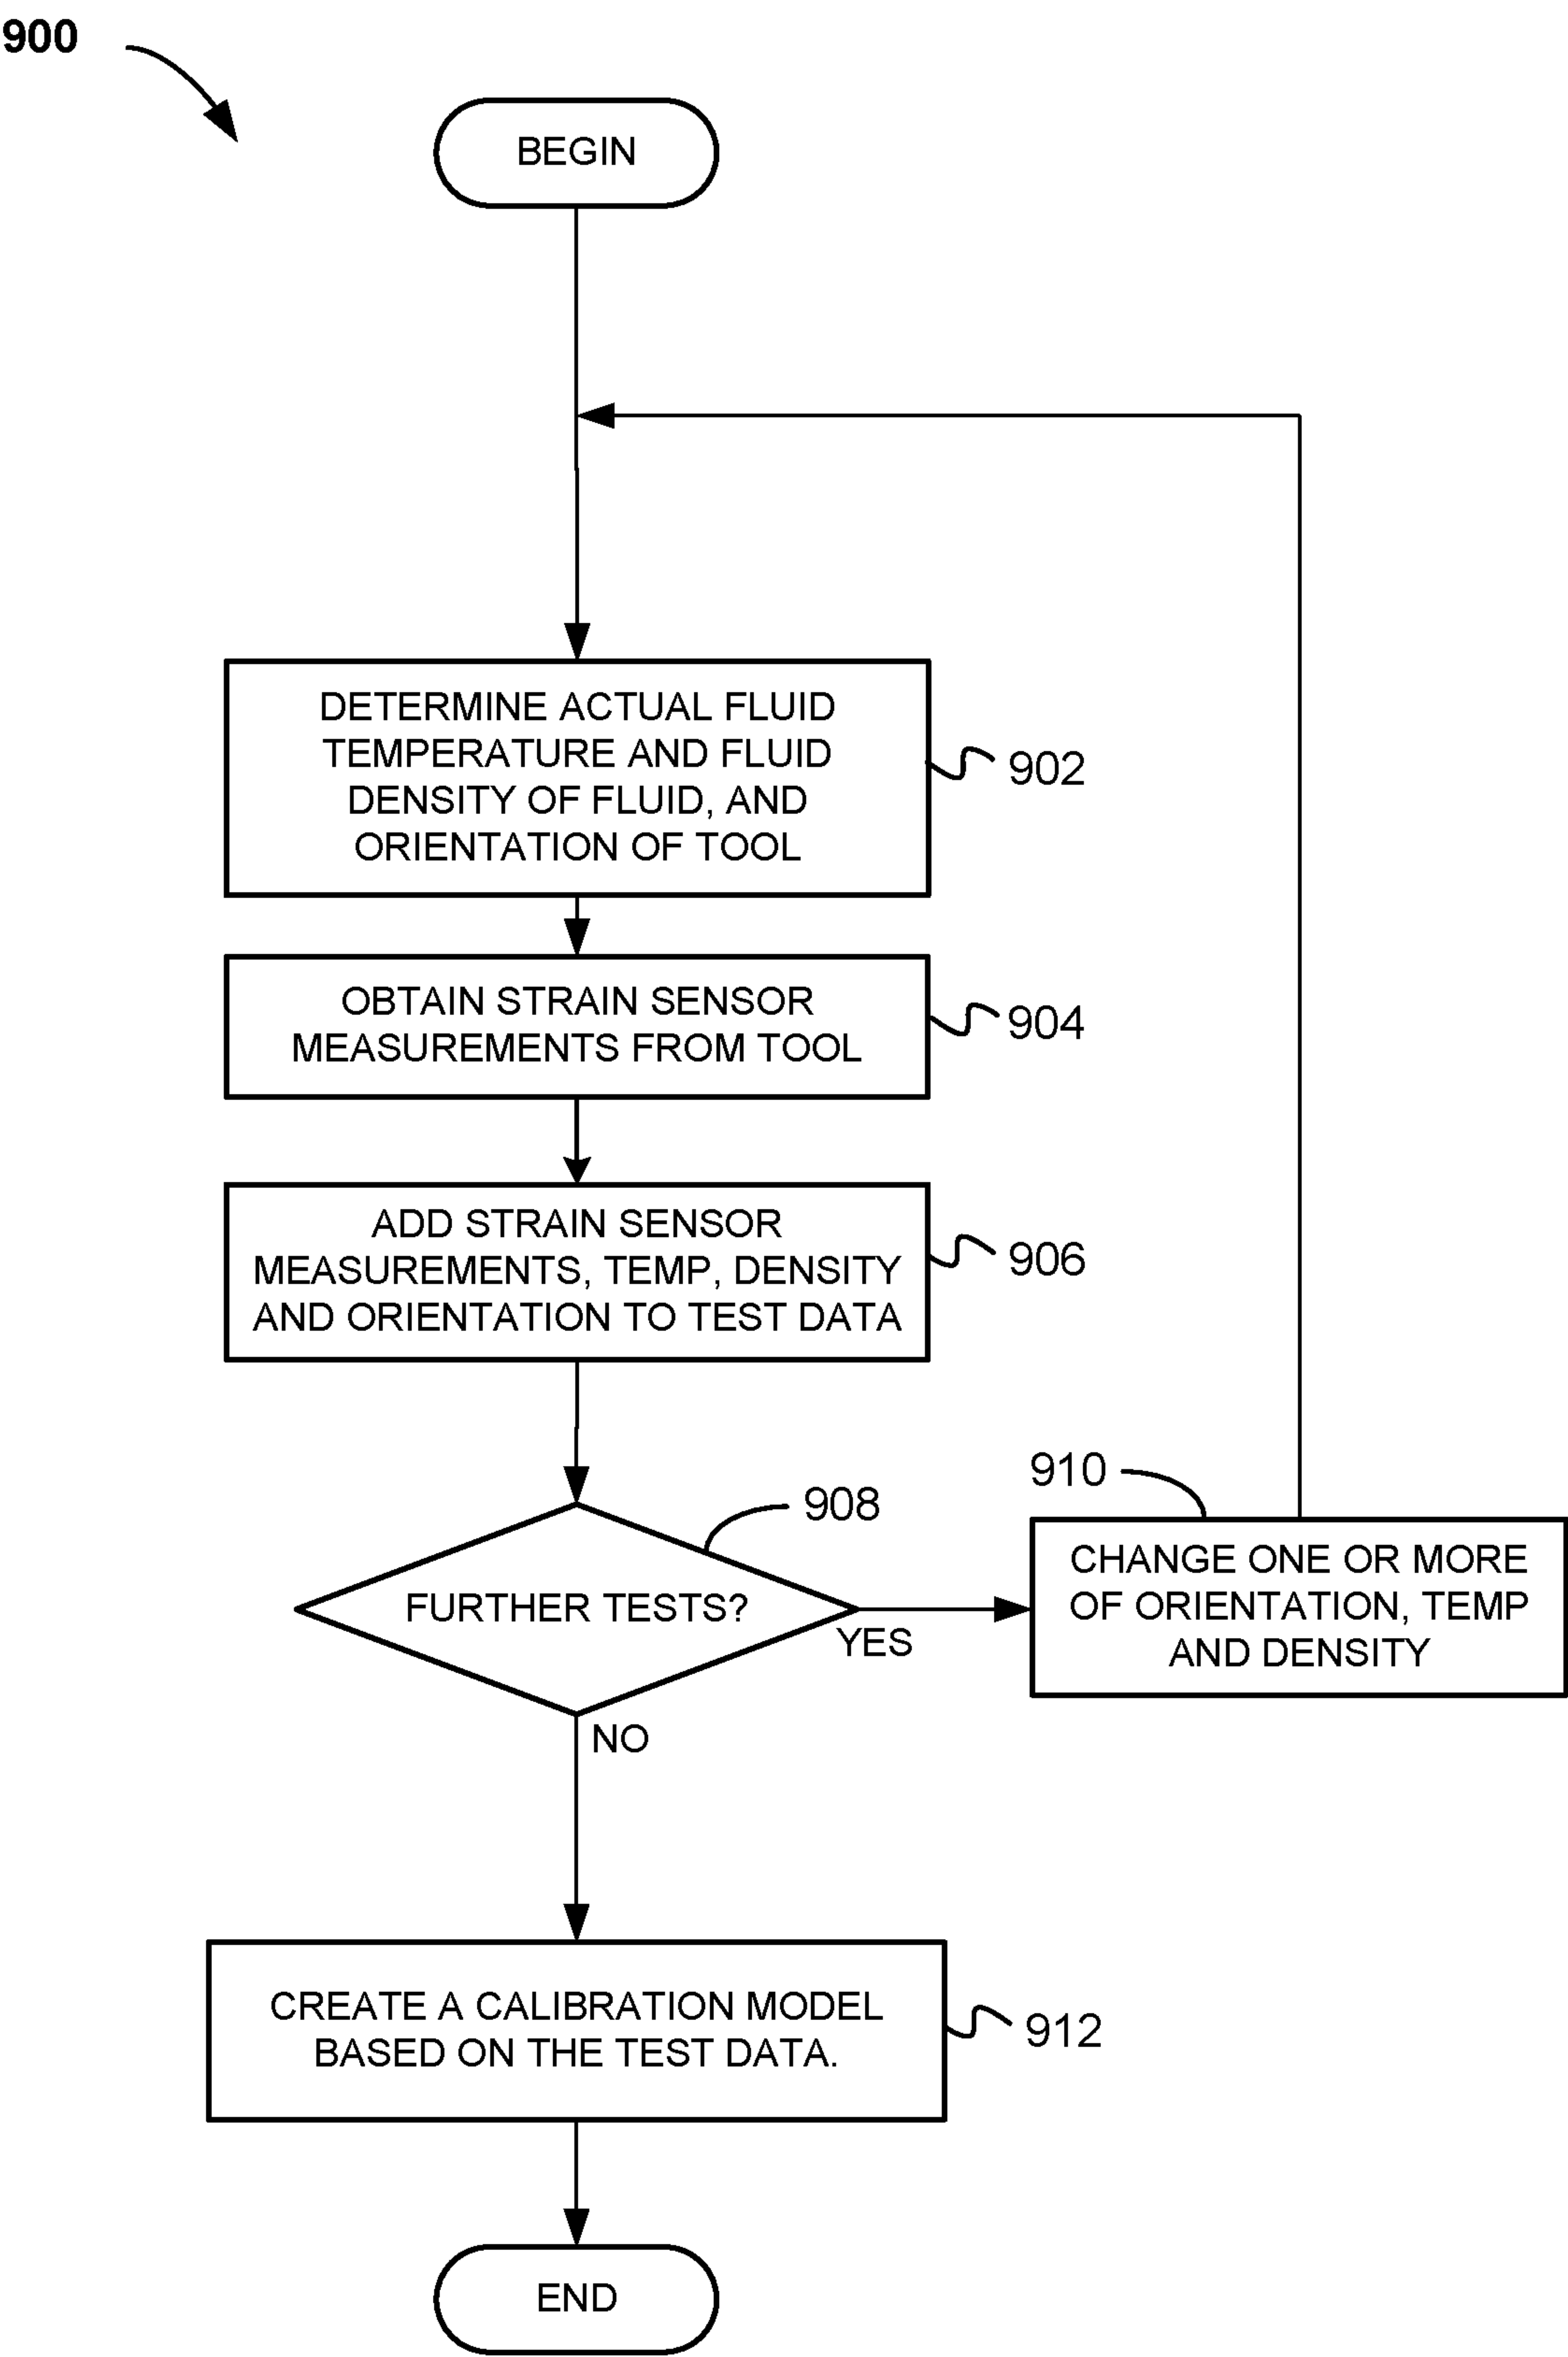 900
BEGIN
DETERMINE ACTUAL FLUID
TEMPERATURE AND FLUID
DENSITY OF FLUID, AND
ORIENTATION OF TOOL
902
OBTAIN STRAIN SENSOR
MEASUREMENTS FROM TOOL
904
ADD STRAIN SENSOR
MEASUREMENTS, TEMP, DENSITY
AND ORIENTATION TO TEST DATA
906
FURTHER TESTS?
908
YES
910
CHANGE ONE OR MORE
OF ORIENTATION, TEMP
AND DENSITY
NO
CREATE A CALIBRATION MODEL
BASED ON THE TEST DATA.
912
END